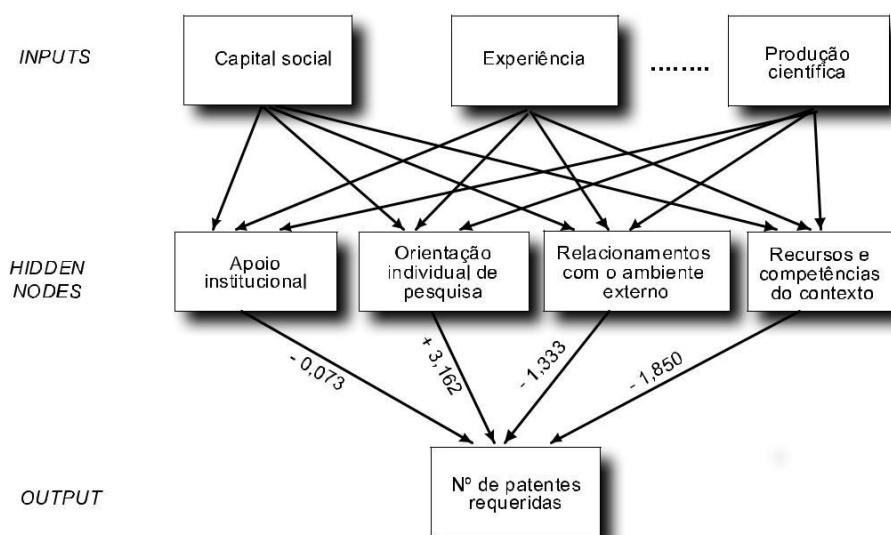 INPUTS
Capital social
Experiência
........
Produção
científica
HIDDEN
NODES
Apoio
institucional
Orientação
individual de
pesquisa
Relacionamentos
com o ambiente
externo
Recursos e
competências
do contexto
- 0,073
+ 3,162
- 1,333
- 1,850
OUTPUT
Nº de patentes
requeridas